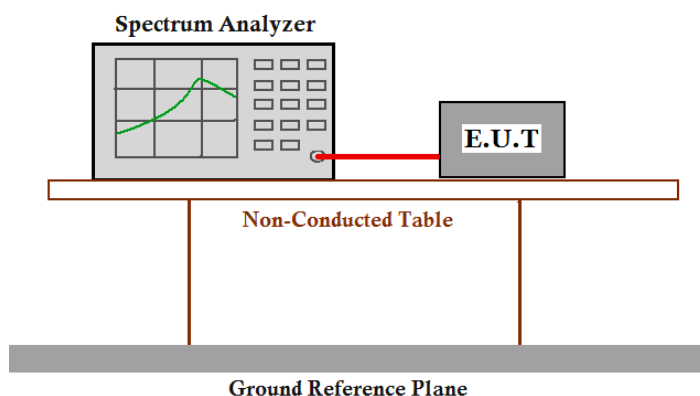 Spectrum Analyzer
E.U.T
Non-Conducted Table
Ground Reference Plane